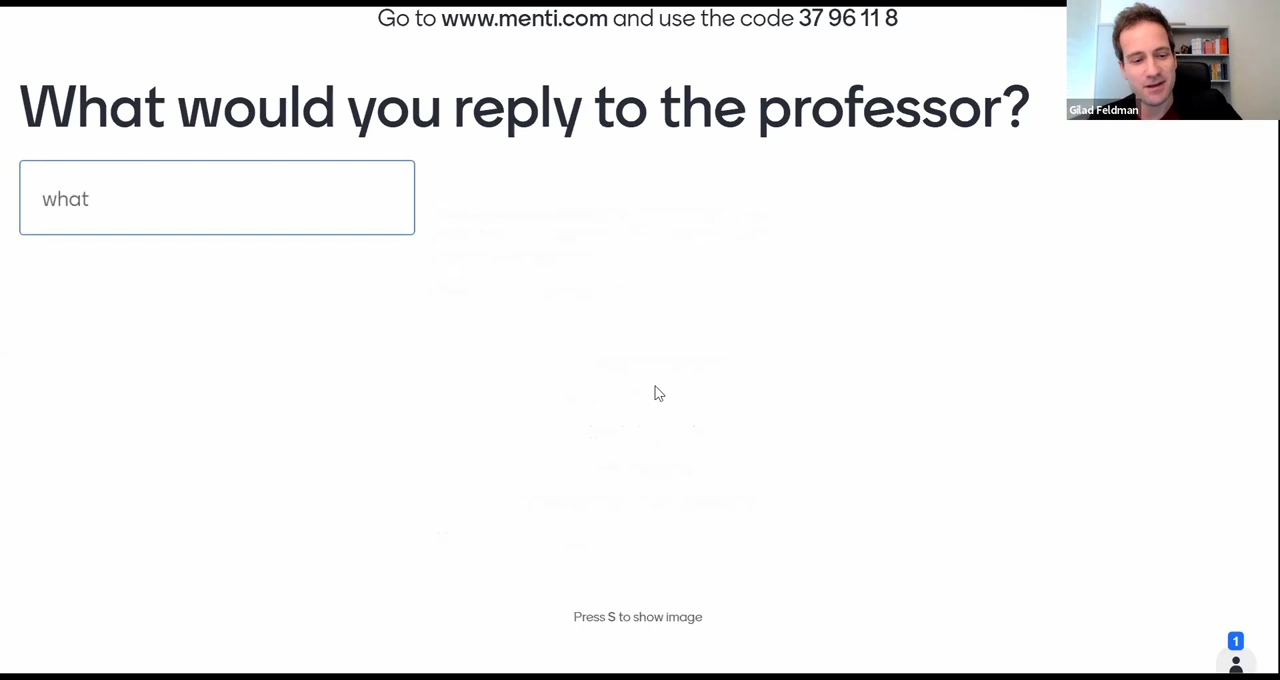 Go to www.menti.com and use the code 37 96 11 8
What would you reply to the professor?
Gilad Feldman
what
Press S to show image
1